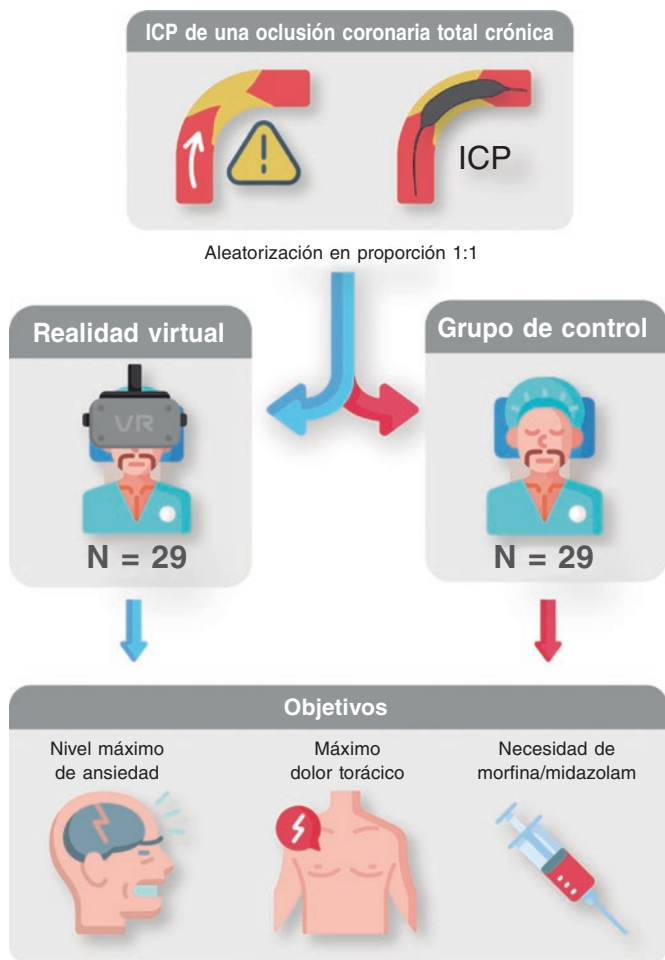 ICP de una oclusión coronaria total crónica
ICP
Aleatorización en proporción 1:1
Realidad virtual
VR
N = 29
Grupo de control
N = 29
Objetivos
Nivel máximo
de ansiedad
Máximo
dolor torácico
Necesidad de
morfina/midazolam